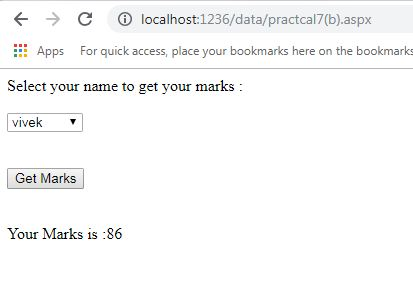 localhost:1236/data/practcal7(b).aspx
Apps For quick access, place your bookmarks here on the bookmarks
Select your name to get your marks :
vivek
Get Marks
Your Marks is :86